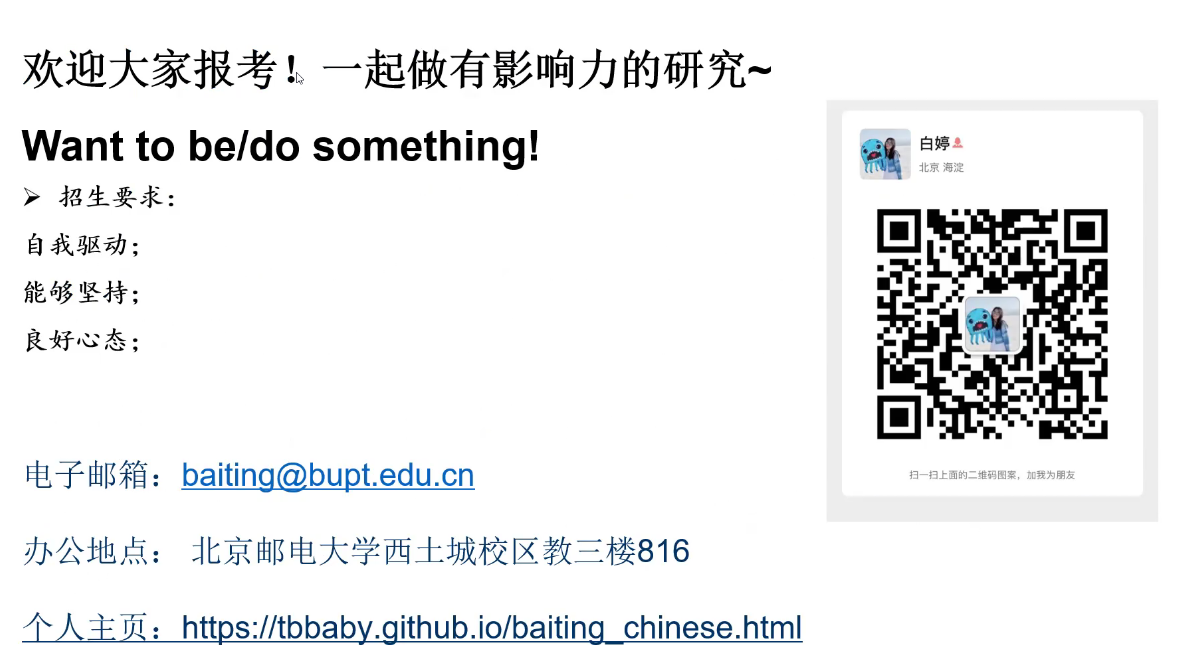 欢迎大家报考！一起做有影响力的研究~
Want to be/do something!
➢ 招生要求：
自我驱动；
能够坚持；
良好心态；
电子邮箱：baiting@bupt.edu.cn
办公地点： 北京邮电大学西土城校区教三楼816
个人主页：https://tbbaby.github.io/baiting_chinese.html
白婷
北京 海淀
扫一扫上面的二维码图案，加我为朋友